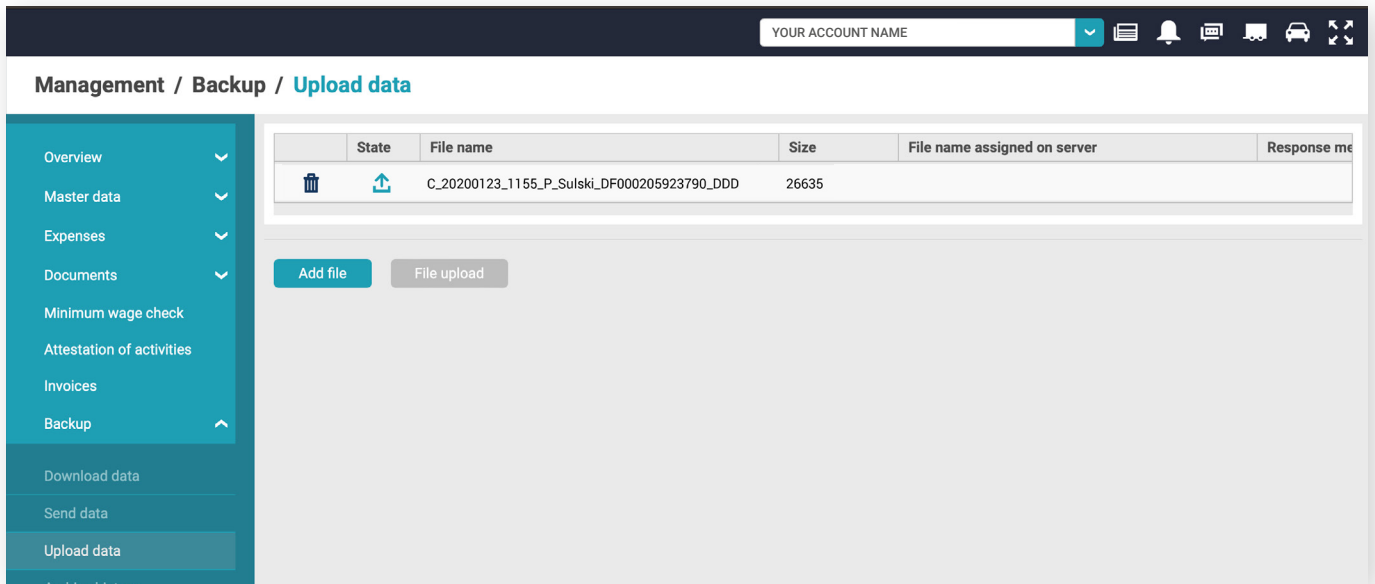 YOUR ACCOUNT NAME
Management / Backup / Upload data
Overview
Master data
Expenses
Documents
Minimum wage check
Attestation of activities
Invoices
Backup
Download data
Send data
Upload data
State File name Size File name assigned on server Response me
C_20200123_1155_P_Sulski_DF000205923790_DDD 26635
Add file File upload